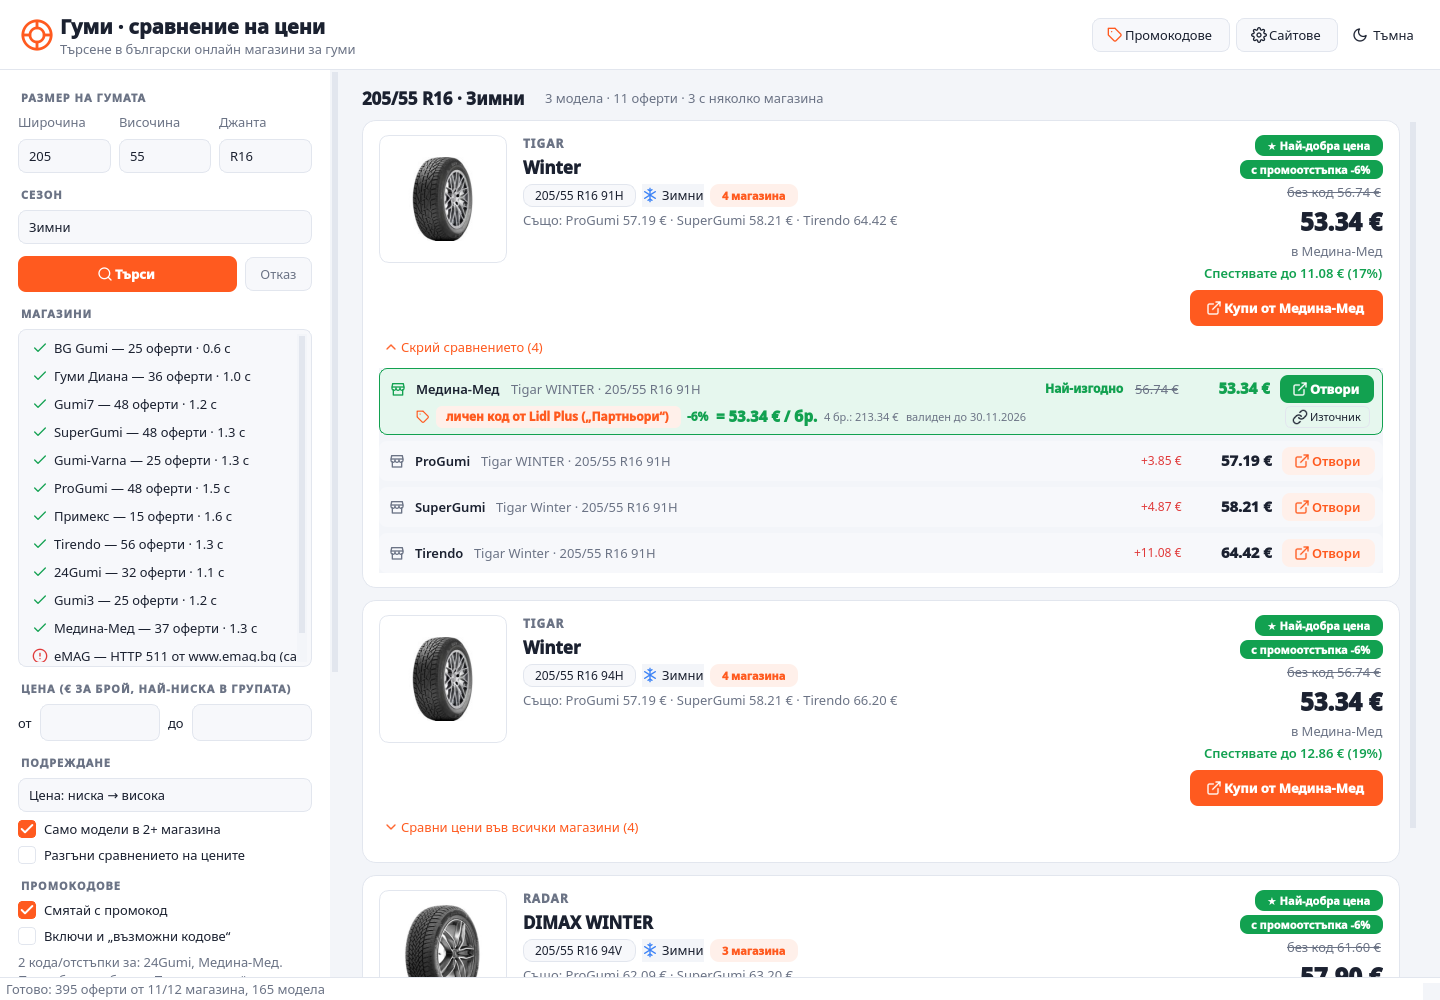 Гуми · сравнение на цени
Търсене в български онлайн магазини за гуми
Промокодове
Сайтове
Тъмна
РАЗМЕР НА ГУМАТА
Широчина Височина Джанта
205 55 R16
СЕЗОН
Зимни
Търси Отказ
МАГАЗИНИ
BG Gumi — 25 оферти · 0.6 с
Гуми Диана — 36 оферти · 1.0 с
Gumi7 — 48 оферти · 1.2 с
SuperGumi — 48 оферти · 1.3 с
Gumi-Varna — 25 оферти · 1.3 с
ProGumi — 48 оферти · 1.5 с
Примекс — 15 оферти · 1.6 с
Tirendo — 56 оферти · 1.3 с
24Gumi — 32 оферти · 1.1 с
Gumi3 — 25 оферти · 1.2 с
Медина-Мед — 37 оферти · 1.3 с
eMAG — HTTP 511 от www.emag.bg (са
ЦЕНА (€ ЗА БРОЙ, НАЙ-НИСКА В ГРУПАТА)
от до
ПОДРЕЖДАНЕ
Цена: ниска → висока
Само модели в 2+ магазина
Разгъни сравнението на цените
ПРОМОКОДОВЕ
Смятай с промокод
Включи и „възможни кодове“
2 кода/отстъпки за: 24Gumi, Медина-Мед.
205/55 R16 · Зимни 3 модела · 11 оферти · 3 с няколко магазина
TIGAR
Winter
205/55 R16 91H Зимни 4 магазина
Също: ProGumi 57.19 € · SuperGumi 58.21 € · Tirendo 64.42 €
★ Най-добра цена
с промоотстъпка -6%
без код 56.74 €
53.34 €
в Медина-Мед
Спестявате до 11.08 € (17%)
Купи от Медина-Мед
Скрий сравнението (4)
Медина-Мед Tigar WINTER · 205/55 R16 91H Най-изгодно 56.74 € 53.34 € Отвори
личен код от Lidl Plus („Партньори“) -6% = 53.34 € / бр. 4 бр.: 213.34 € валиден до 30.11.2026 Източник
ProGumi Tigar WINTER · 205/55 R16 91H +3.85 € 57.19 € Отвори
SuperGumi Tigar Winter · 205/55 R16 91H +4.87 € 58.21 € Отвори
Tirendo Tigar Winter · 205/55 R16 91H +11.08 € 64.42 € Отвори
TIGAR
Winter
205/55 R16 94H Зимни 4 магазина
Също: ProGumi 57.19 € · SuperGumi 58.21 € · Tirendo 66.20 €
★ Най-добра цена
с промоотстъпка -6%
без код 56.74 €
53.34 €
в Медина-Мед
Спестявате до 12.86 € (19%)
Купи от Медина-Мед
Сравни цени във всички магазини (4)
RADAR
DIMAX WINTER
205/55 R16 94V Зимни 3 магазина
Също: ProGumi 62.09 € · SuperGumi 63.20 €
★ Най-добра цена
с промоотстъпка -6%
без код 61.60 €
57.90 €
Готово: 395 оферти от 11/12 магазина, 165 модела